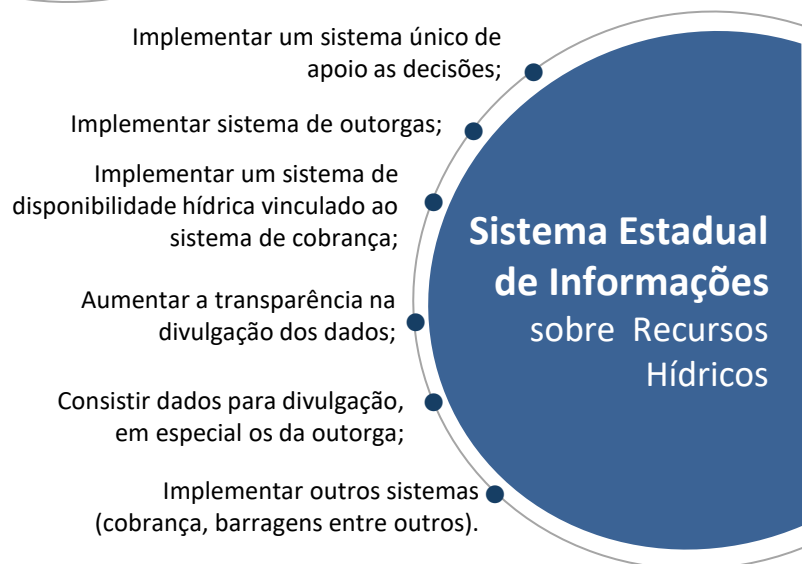 Implementar um sistema único de
apoio as decisões;
Implementar sistema de outorgas;
Implementar um sistema de
disponibilidade hídrica vinculado ao
sistema de cobrança;
Aumentar a transparência na
divulgação dos dados;
Consistir dados para divulgação,
em especial os da outorga;
Implementar outros sistemas
(cobrança, barragens entre outros).
Sistema Estadual
de Informações
sobre Recursos
Hídricos